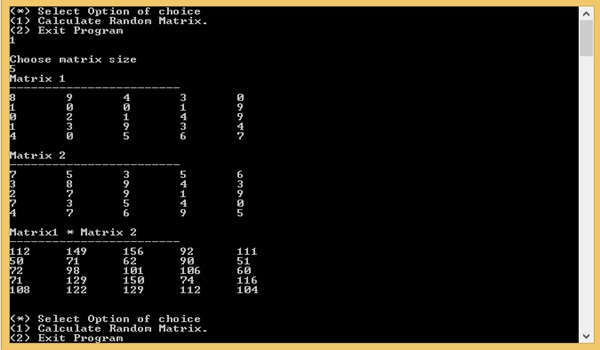 (*) Select Option of choice
(1) Calculate Random Matrix.
(2) Exit Program
1
Choose matrix size
5
Matrix 1
------------------------
8 9 4 3 0
1 0 0 1 9
0 2 1 4 9
1 3 9 3 4
4 0 5 6 7
Matrix 2
------------------------
7 5 3 5 6
3 8 9 4 3
2 7 9 1 9
7 3 5 4 0
4 7 6 9 5
Matrix1 * Matrix 2
------------------------
112 149 156 92 111
50 71 62 90 51
72 98 101 106 60
71 129 150 74 116
108 122 129 112 104
(*) Select Option of choice
(1) Calculate Random Matrix.
(2) Exit Program